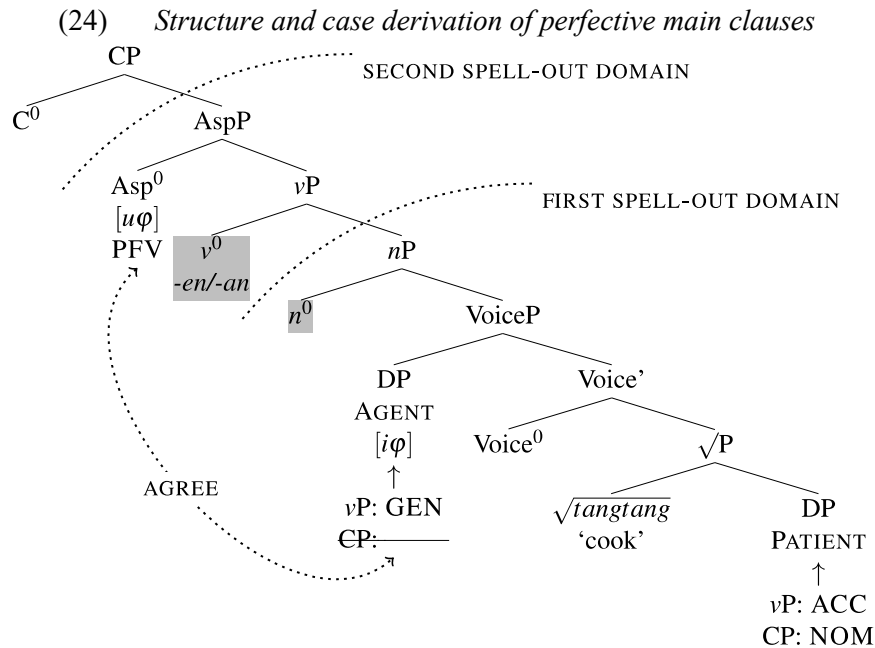 (24) Structure and case derivation of perfective main clauses
CP
SECOND SPELL-OUT DOMAIN
C⁰
AspP
Asp⁰
vP
[uφ]
FIRST SPELL-OUT DOMAIN
PFV
v⁰
nP
-en/-an
n⁰
VoiceP
DP
Voice'
AGENT
[iφ]
Voice⁰
√P
↑
AGREE
vP: GEN
√tangtang
DP
CP:
'cook'
PATIENT
↑
vP: ACC
CP: NOM